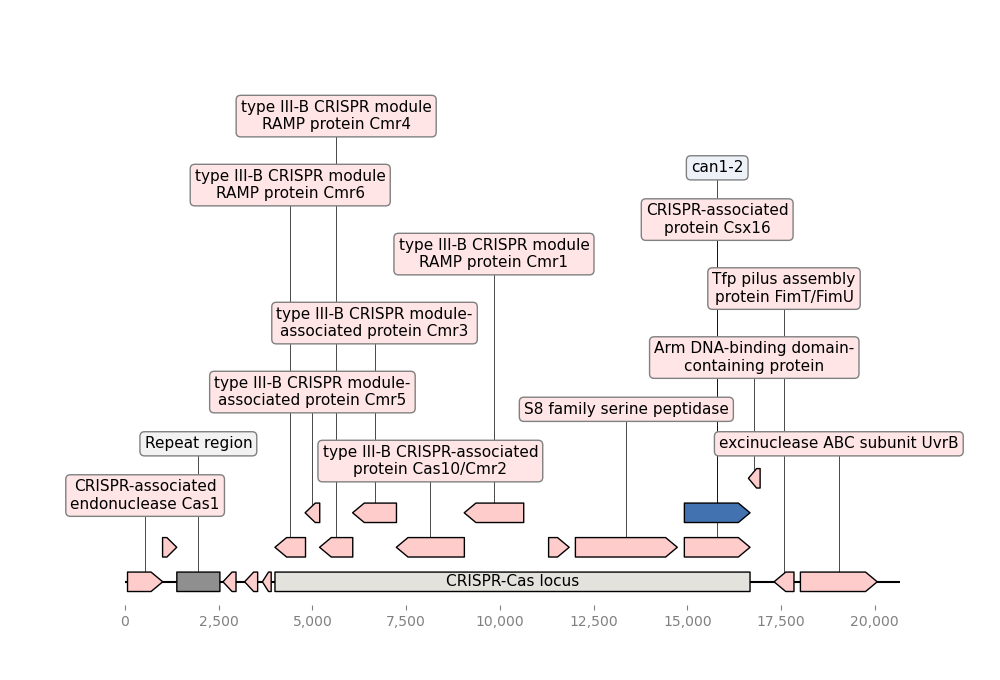 type III-B CRISPR module
RAMP protein Cmr4
can1-2
type III-B CRISPR module
RAMP protein Cmr6
CRISPR-associated
protein Csx16
type III-B CRISPR module
RAMP protein Cmr1
Tfp pilus assembly
protein FimT/FimU
type III-B CRISPR module-
associated protein Cmr3
Arm DNA-binding domain-
containing protein
type III-B CRISPR module-
associated protein Cmr5
S8 family serine peptidase
Repeat region
excinuclease ABC subunit UvrB
type III-B CRISPR-associated
protein Cas10/Cmr2
CRISPR-associated
endonuclease Cas1
CRISPR-Cas locus
0 2,500 5,000 7,500 10,000 12,500 15,000 17,500 20,000